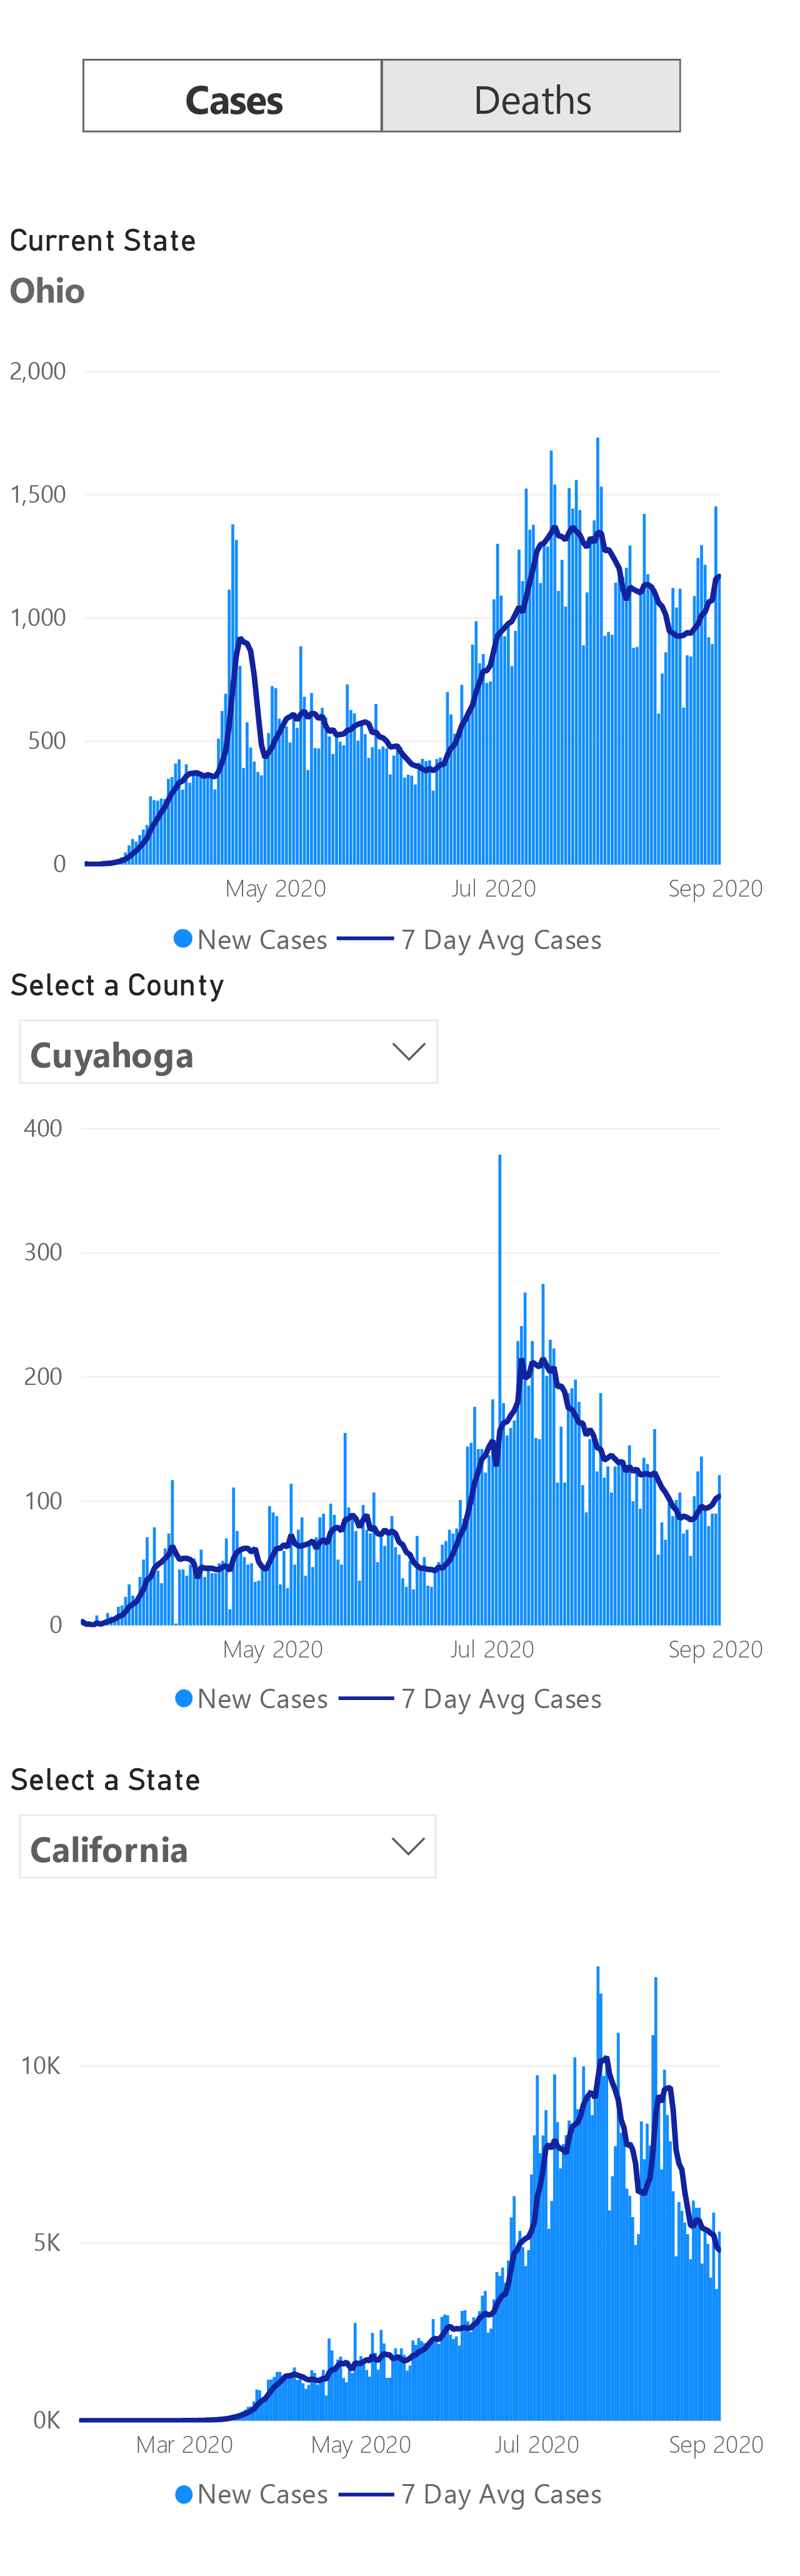 Cases Deaths
Current State
Ohio
2,000
1,500
1,000
500
0
May 2020 Jul 2020 Sep 2020
New Cases 7 Day Avg Cases
Select a County
Cuyahoga
400
300
200
100
0
May 2020 Jul 2020 Sep 2020
New Cases 7 Day Avg Cases
Select a State
California
10K
5K
0K
Mar 2020 May 2020 Jul 2020 Sep 2020
New Cases 7 Day Avg Cases